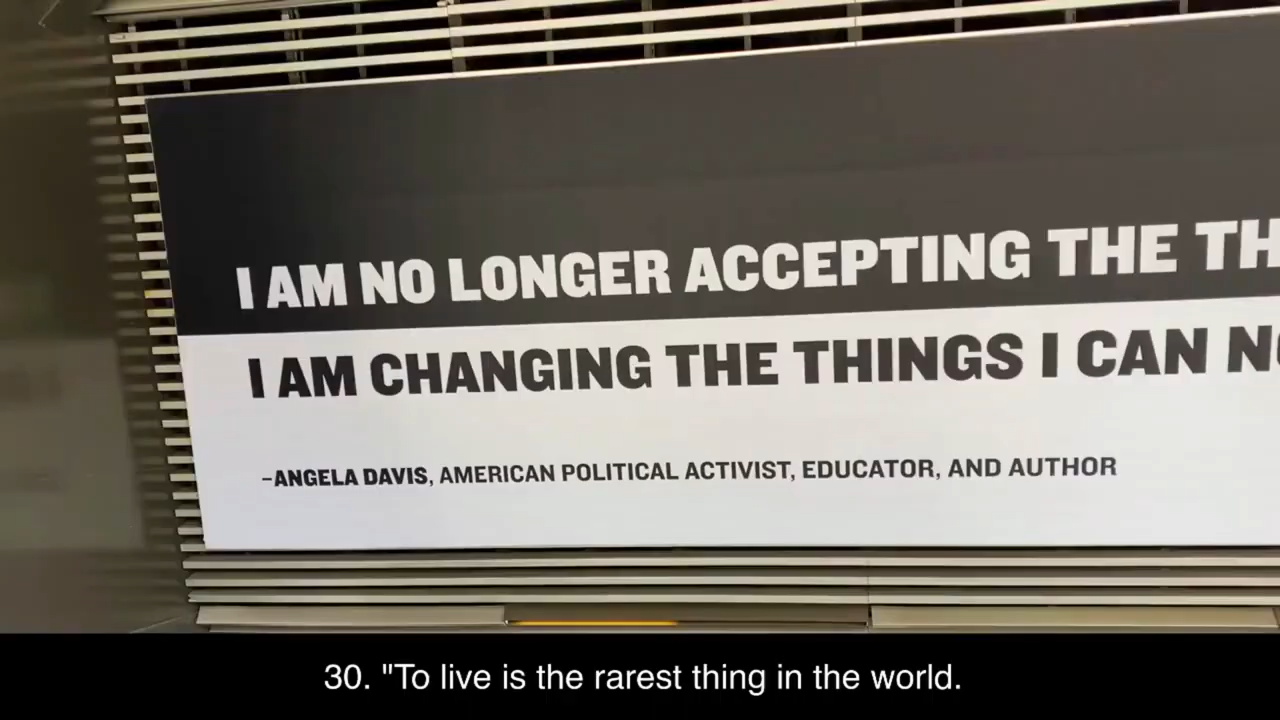 I AM NO LONGER ACCEPTING THE TH
I AM CHANGING THE THINGS I CAN N
–ANGELA DAVIS, AMERICAN POLITICAL ACTIVIST, EDUCATOR, AND AUTHOR
30. "To live is the rarest thing in the world.